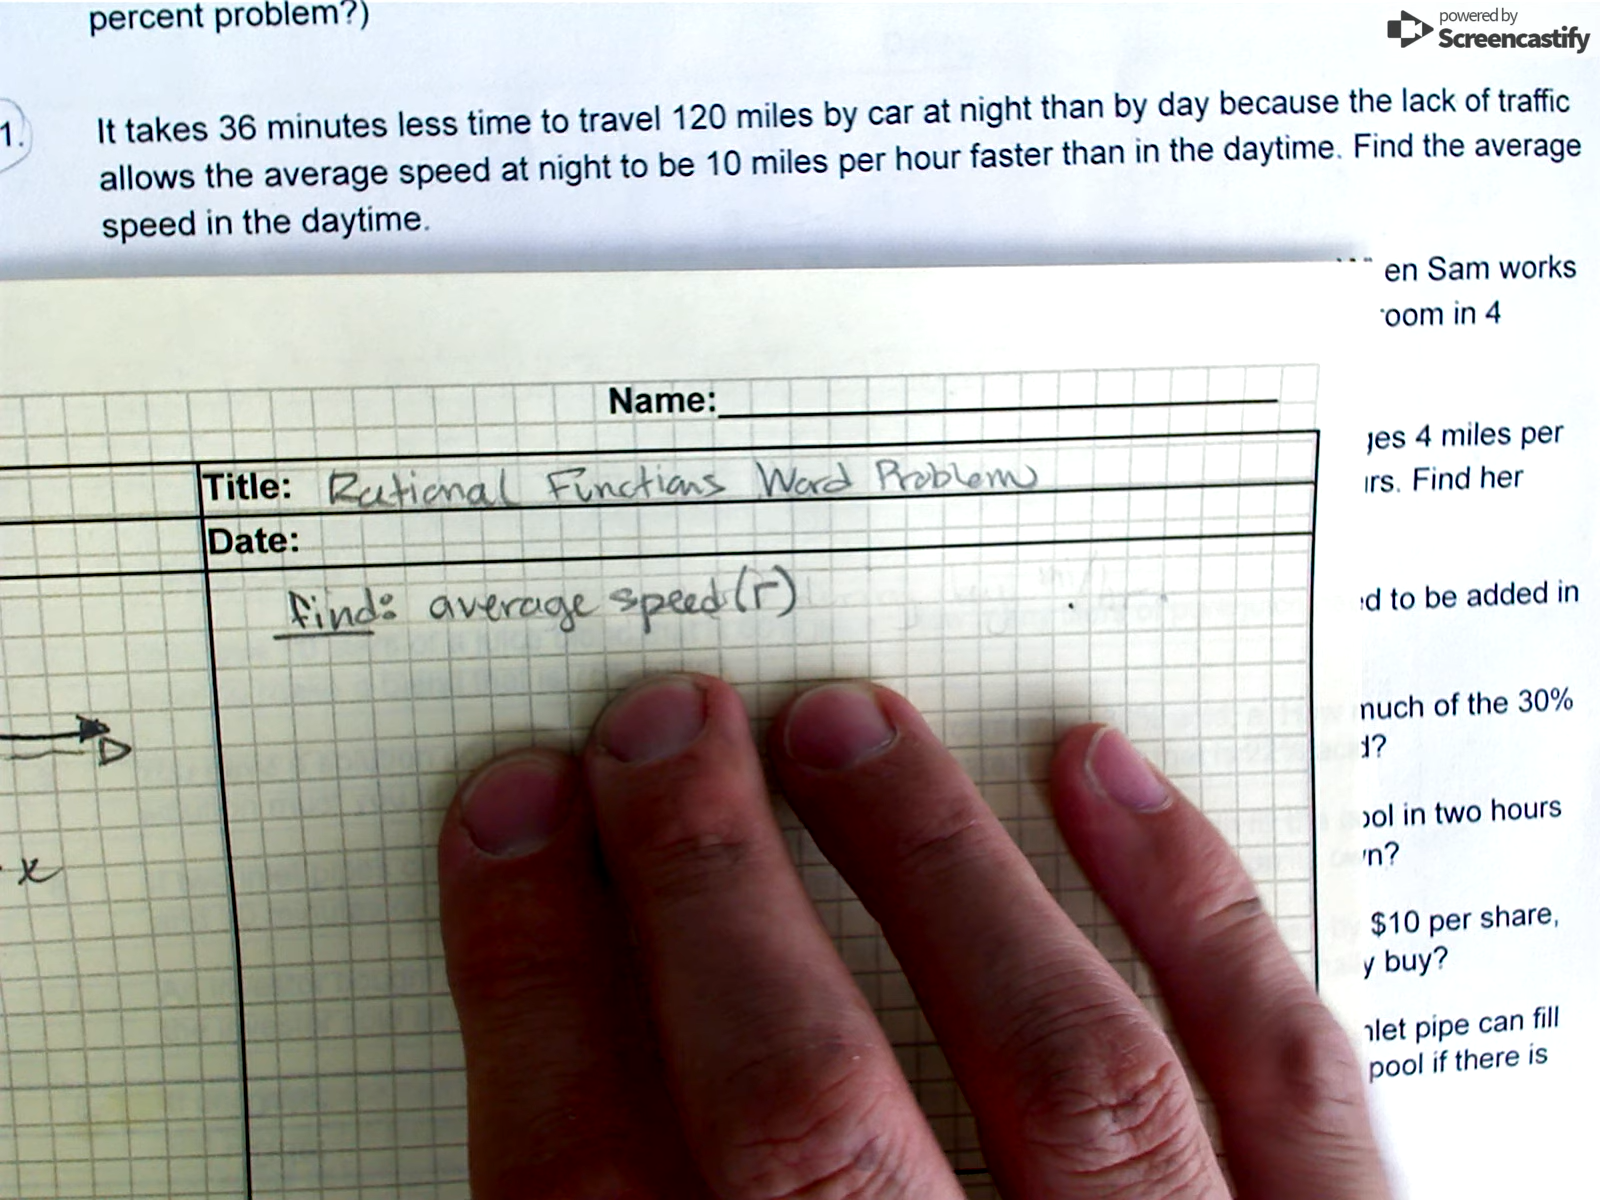 percent problem?)
powered by
Screencastify
1. It takes 36 minutes less time to travel 120 miles by car at night than by day because the lack of traffic
allows the average speed at night to be 10 miles per hour faster than in the daytime. Find the average
speed in the daytime.
en Sam works
oom in 4
Name:
ges 4 miles per
Title: Rational Functions Word Problem
irs. Find her
Date:
find: average speed (r)
d to be added in
much of the 30%
d?
x
ool in two hours
n?
$10 per share,
y buy?
nlet pipe can fill
pool if there is